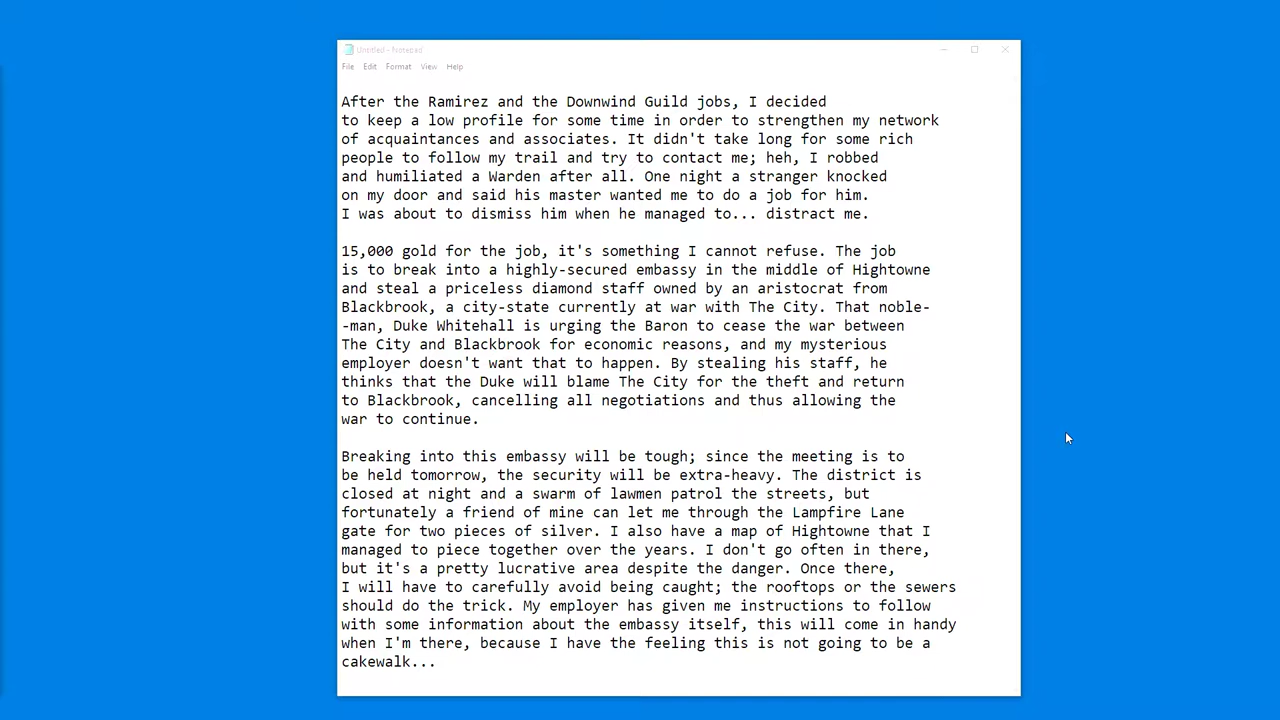 Untitled - Notepad
File Edit Format View Help
After the Ramirez and the Downwind Guild jobs, I decided
to keep a low profile for some time in order to strengthen my network
of acquaintances and associates. It didn't take long for some rich
people to follow my trail and try to contact me; heh, I robbed
and humiliated a Warden after all. One night a stranger knocked
on my door and said his master wanted me to do a job for him.
I was about to dismiss him when he managed to... distract me.
15,000 gold for the job, it's something I cannot refuse. The job
is to break into a highly-secured embassy in the middle of Hightowne
and steal a priceless diamond staff owned by an aristocrat from
Blackbrook, a city-state currently at war with The City. That noble-
-man, Duke Whitehall is urging the Baron to cease the war between
The City and Blackbrook for economic reasons, and my mysterious
employer doesn't want that to happen. By stealing his staff, he
thinks that the Duke will blame The City for the theft and return
to Blackbrook, cancelling all negotiations and thus allowing the
war to continue.
Breaking into this embassy will be tough; since the meeting is to
be held tomorrow, the security will be extra-heavy. The district is
closed at night and a swarm of lawmen patrol the streets, but
fortunately a friend of mine can let me through the Lampfire Lane
gate for two pieces of silver. I also have a map of Hightowne that I
managed to piece together over the years. I don't go often in there,
but it's a pretty lucrative area despite the danger. Once there,
I will have to carefully avoid being caught; the rooftops or the sewers
should do the trick. My employer has given me instructions to follow
with some information about the embassy itself, this will come in handy
when I'm there, because I have the feeling this is not going to be a
cakewalk...